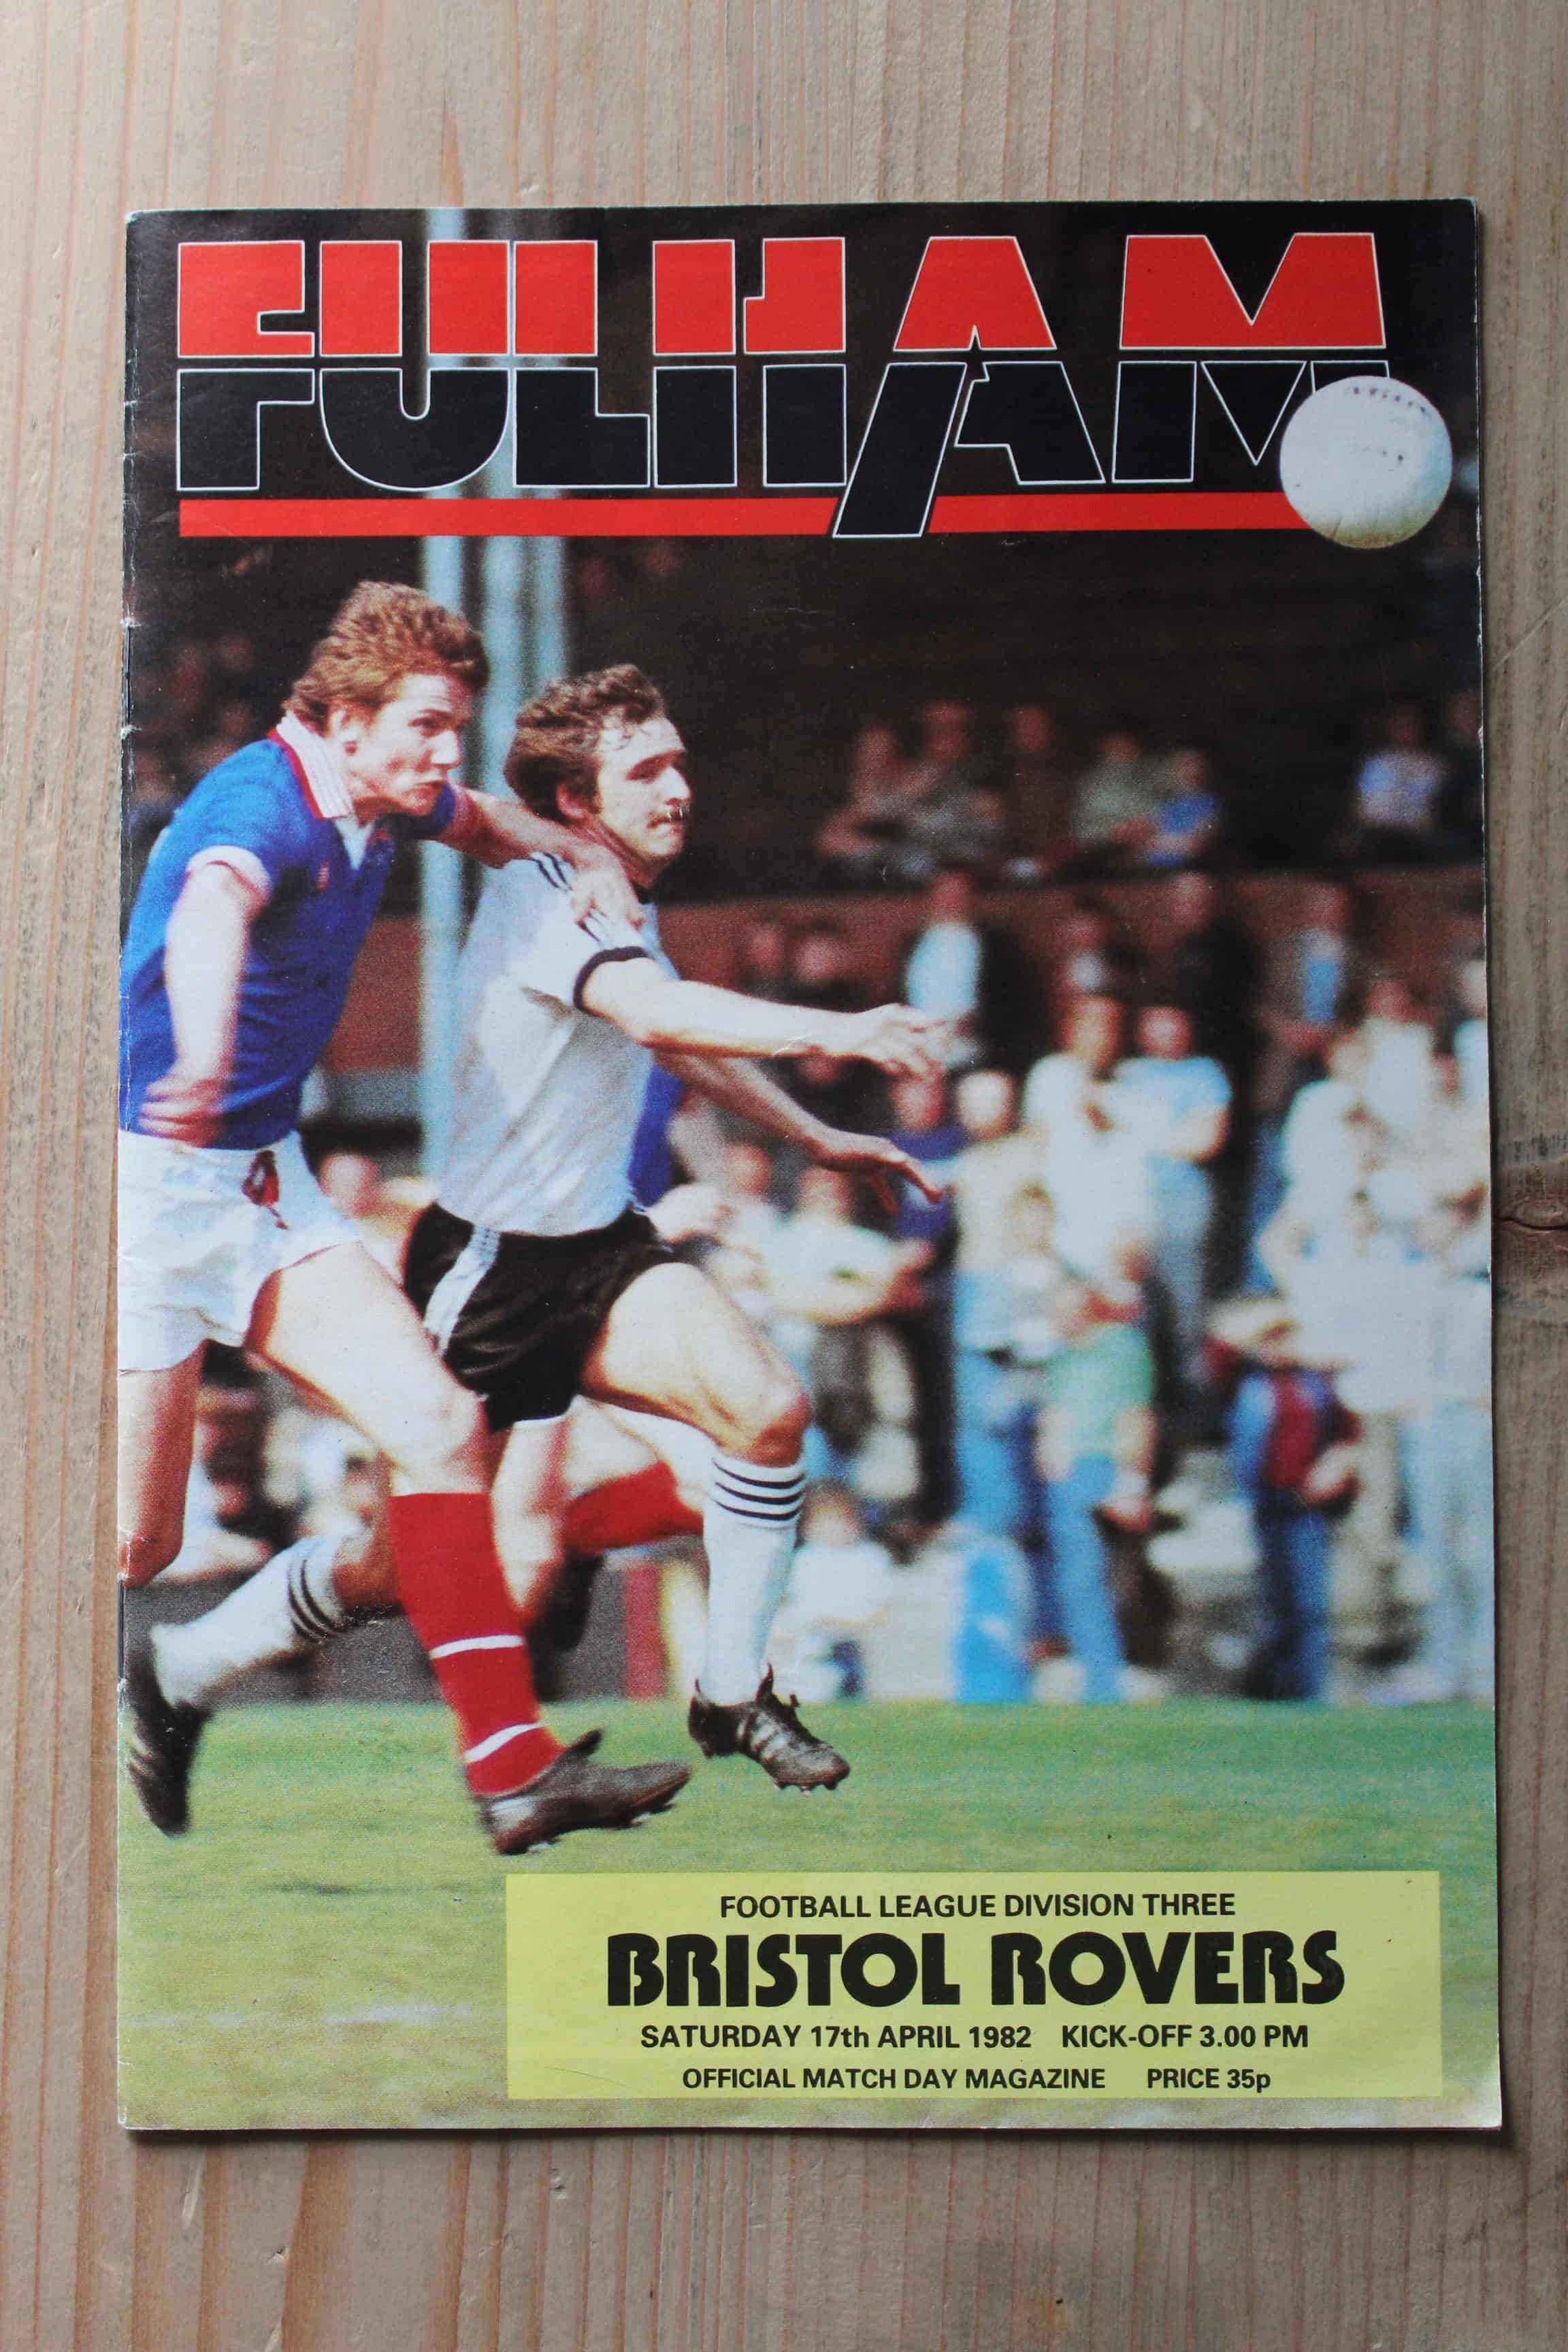 FULHAM
FOOTBALL LEAGUE DIVISION THREE
BRISTOL ROVERS
SATURDAY 17th APRIL 1982 KICK-OFF 3.00 PM
OFFICIAL MATCH DAY MAGAZINE PRICE 35p